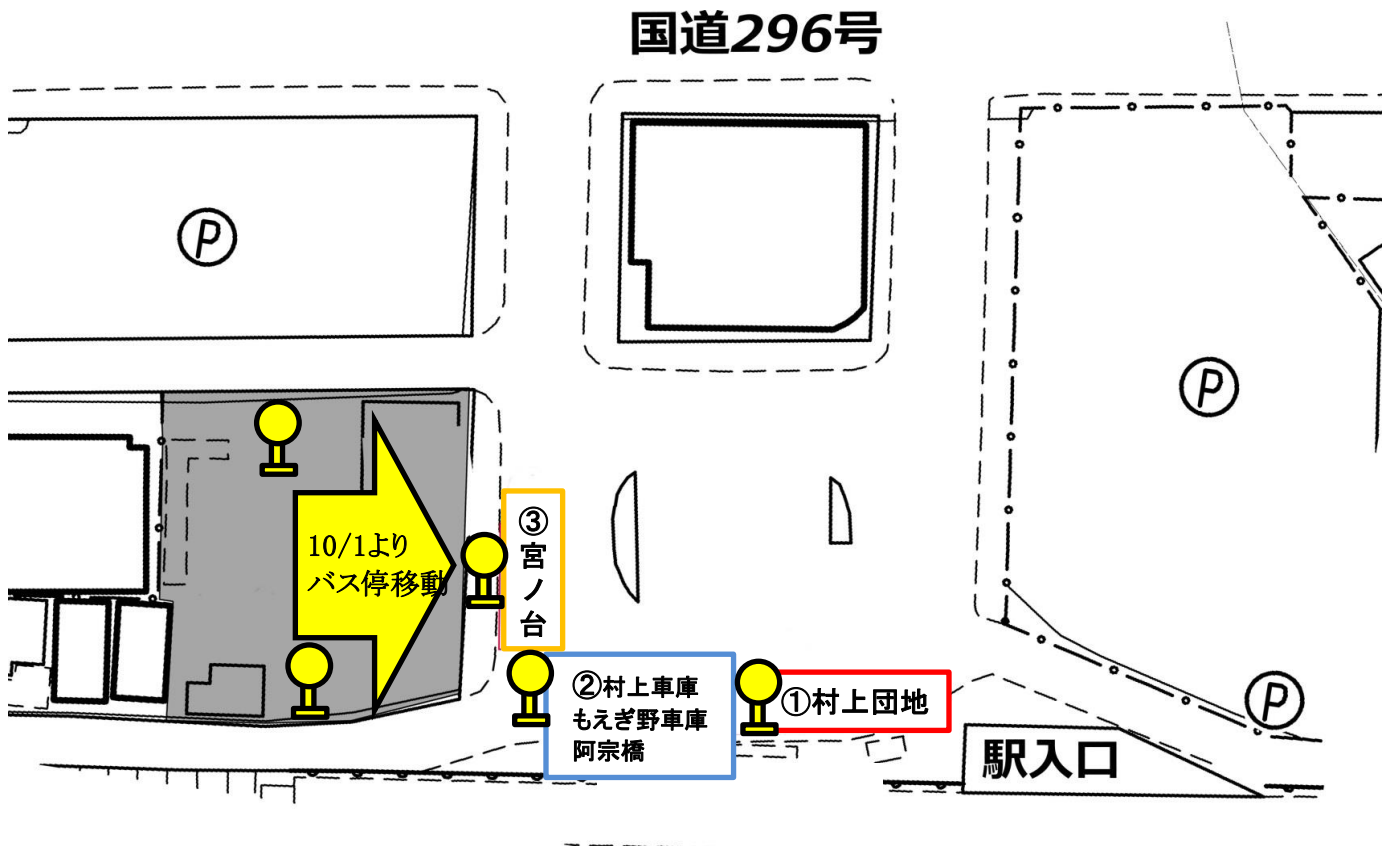 国道296号
P
P
10/1より
バス停移動
③
宮
ノ
台
②村上車庫
もえぎ野車庫
阿宗橋
①村上団地
P
駅入口